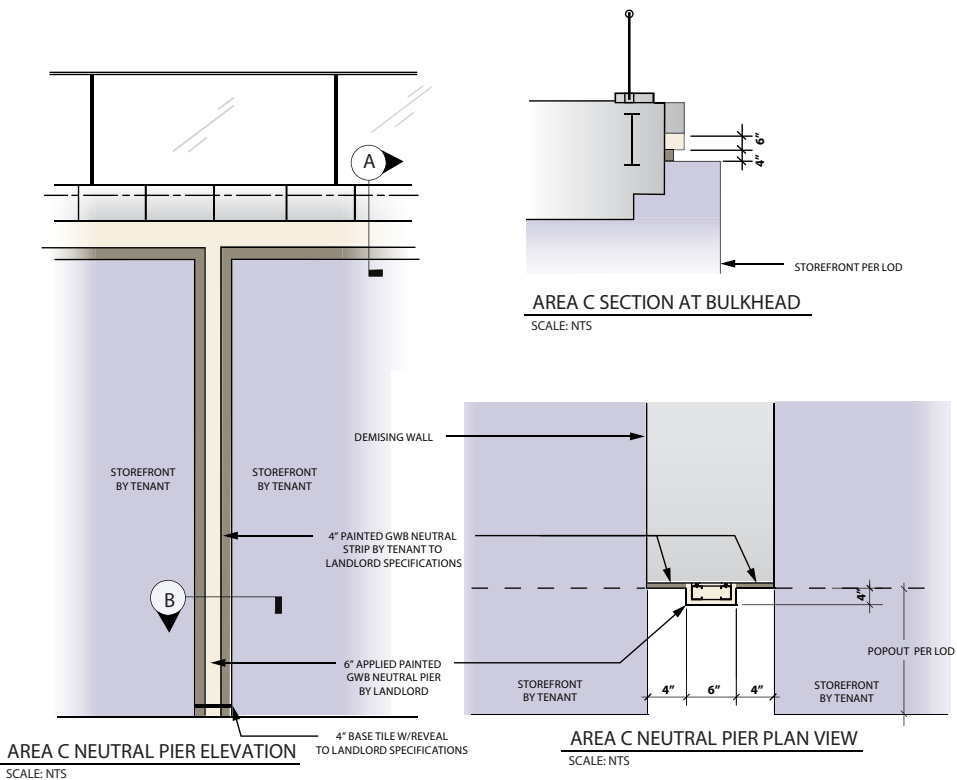 A
6”
4”
STOREFRONT PER LOD
AREA C SECTION AT BULKHEAD
SCALE: NTS
DEMISING WALL
STOREFRONT
BY TENANT
STOREFRONT
BY TENANT
4” PAINTED GWB NEUTRAL
STRIP BY TENANT TO
LANDLORD SPECIFICATIONS
B
4”
POPOUT PER LOD
6” APPLIED PAINTED
GWB NEUTRAL PIER
BY LANDLORD
STOREFRONT
BY TENANT
4” 6” 4”
STOREFRONT
BY TENANT
4” BASE TILE W/REVEAL
TO LANDLORD SPECIFICATIONS
AREA C NEUTRAL PIER ELEVATION
SCALE: NTS
AREA C NEUTRAL PIER PLAN VIEW
SCALE: NTS